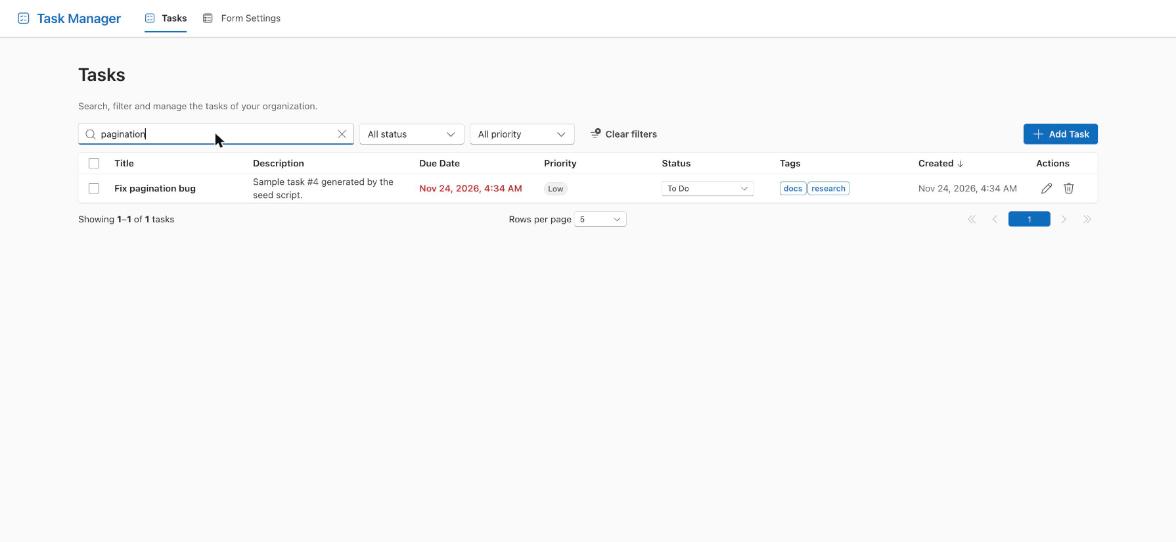 Task Manager Tasks Form Settings
Tasks
Search, filter and manage the tasks of your organization.
pagination All status All priority Clear filters Add Task
Title Description Due Date Priority Status Tags Created Actions
Fix pagination bug Sample task #4 generated by the seed script. Nov 24, 2026, 4:34 AM Low To Do docs research Nov 24, 2026, 4:34 AM
Showing 1–1 of 1 tasks Rows per page 5 1